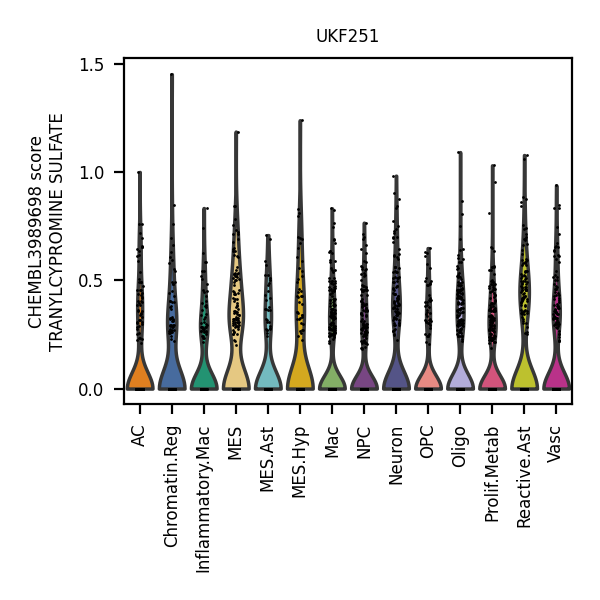 UKF251
CHEMBL3989698 score
TRANYLCYPROMINE SULFATE
1.5
1.0
0.5
0.0
AC
Chromatin.Reg
Inflammatory.Mac
MES
MES.Ast
MES.Hyp
Mac
NPC
Neuron
OPC
Oligo
Prolif.Metab
Reactive.Ast
Vasc